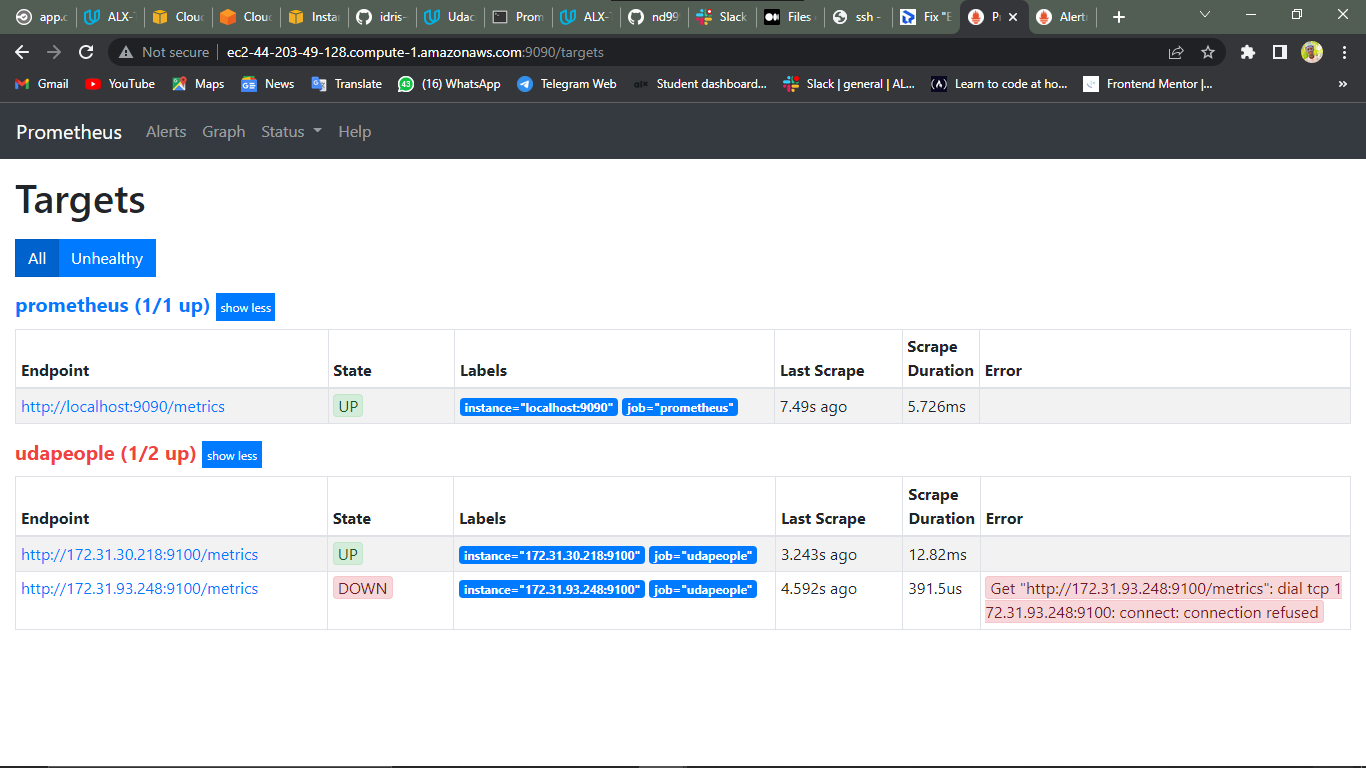 app.c ALX-T Cloud Cloud Instan idris- Udac Prom ALX-T nd99 Slack Files ssh - Fix "E Pr Alerts
Not secure ec2-44-203-49-128.compute-1.amazonaws.com:9090/targets
Gmail YouTube Maps News Translate (16) WhatsApp Telegram Web Student dashboard... Slack | general | AL... Learn to code at ho... Frontend Mentor |... »
Prometheus Alerts Graph Status Help
Targets
All Unhealthy
prometheus (1/1 up) show less
Endpoint State Labels Last Scrape Scrape Duration Error
http://localhost:9090/metrics UP instance="localhost:9090" job="prometheus" 7.49s ago 5.726ms
udapeople (1/2 up) show less
Endpoint State Labels Last Scrape Scrape Duration Error
http://172.31.30.218:9100/metrics UP instance="172.31.30.218:9100" job="udapeople" 3.243s ago 12.82ms
http://172.31.93.248:9100/metrics DOWN instance="172.31.93.248:9100" job="udapeople" 4.592s ago 391.5us Get "http://172.31.93.248:9100/metrics": dial tcp 1
72.31.93.248:9100: connect: connection refused